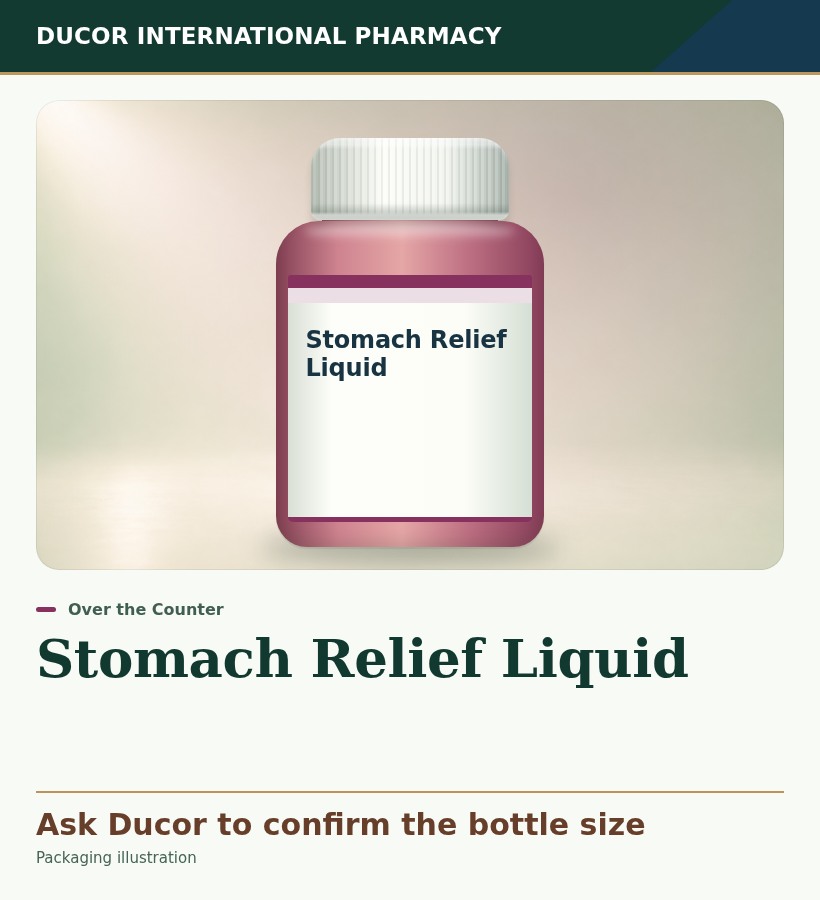 DUCOR INTERNATIONAL PHARMACY
Stomach Relief
Liquid
Over the Counter
Stomach Relief Liquid
Ask Ducor to confirm the bottle size
Packaging illustration